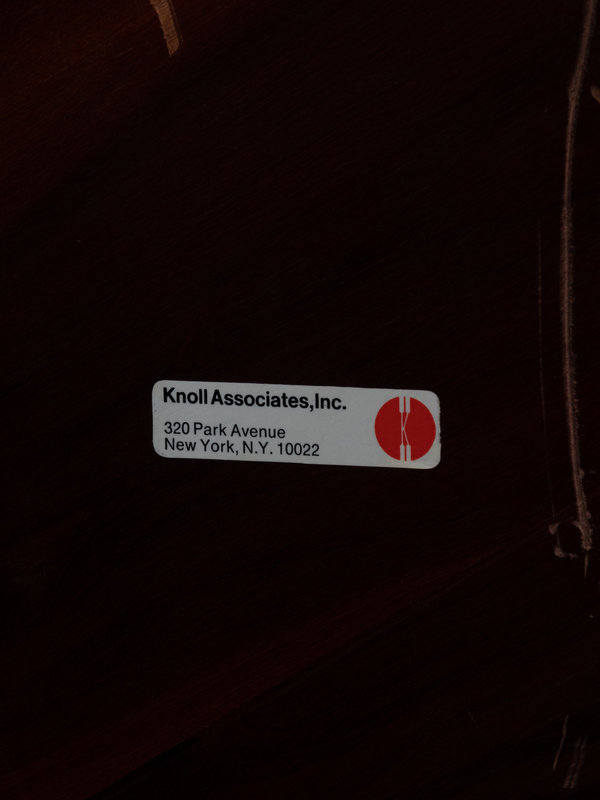 Knoll Associates,Inc.
320 Park Avenue
New York, N.Y. 10022